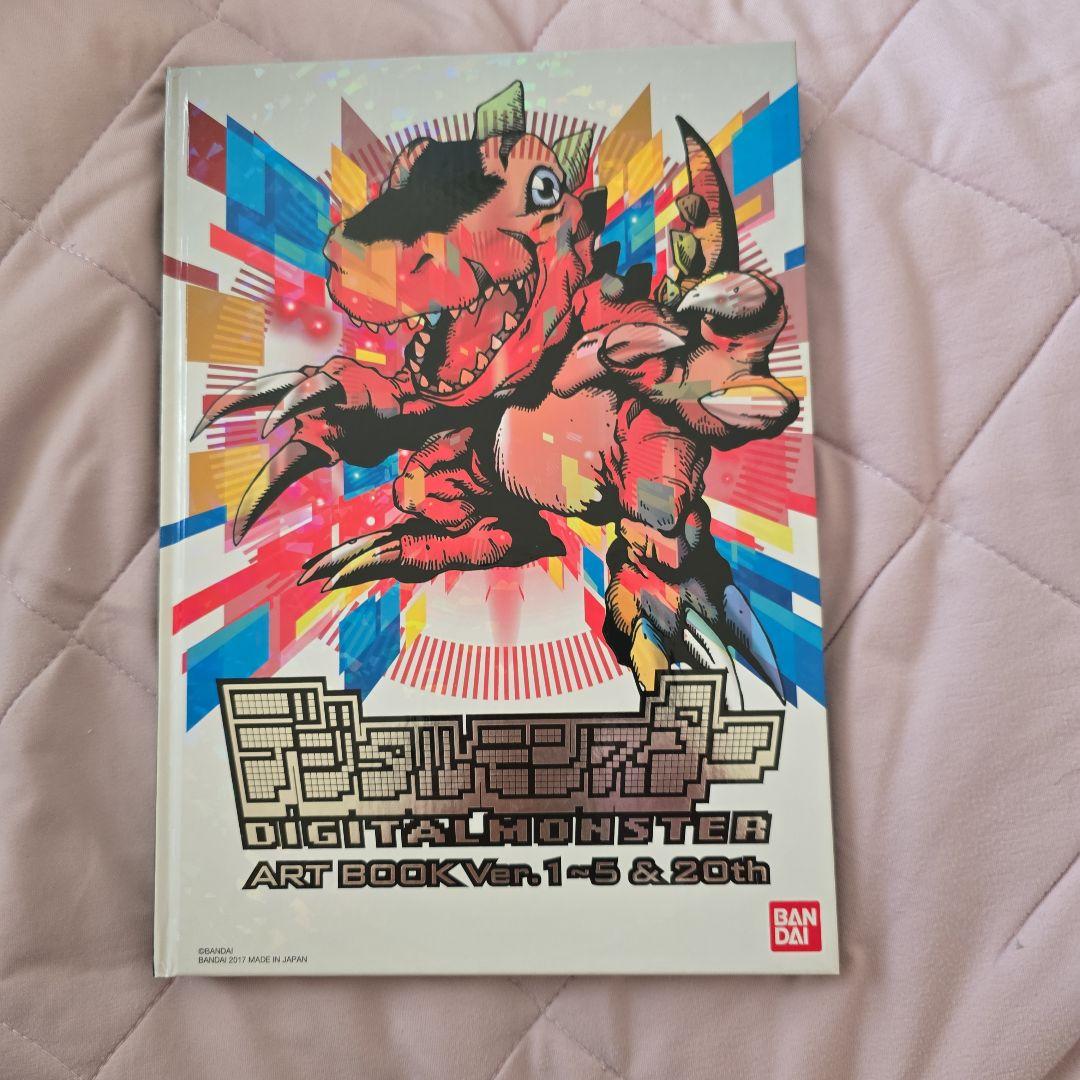 デジタルモンスター
DIGITALMONSTER
ART BOOK Ver.1~5 & 20th
BAN
DAI
©BANDAI
BANDAI 2017 MADE IN JAPAN